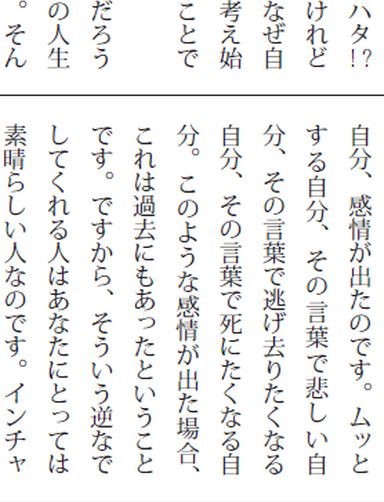 ハタ!?
けれど
なぜ自
考え始
ことで
だろう
の人生
。そん
自分、感情が出たのです。ムッと
する自分、その言葉で悲しい自
分、その言葉で逃げ去りたくなる
自分、その言葉で死にたくなる自
分。このような感情が出た場合、
これは過去にもあったということ
です。ですから、そういう逆なで
してくれる人はあなたにとっては
素晴らしい人なのです。インチャ